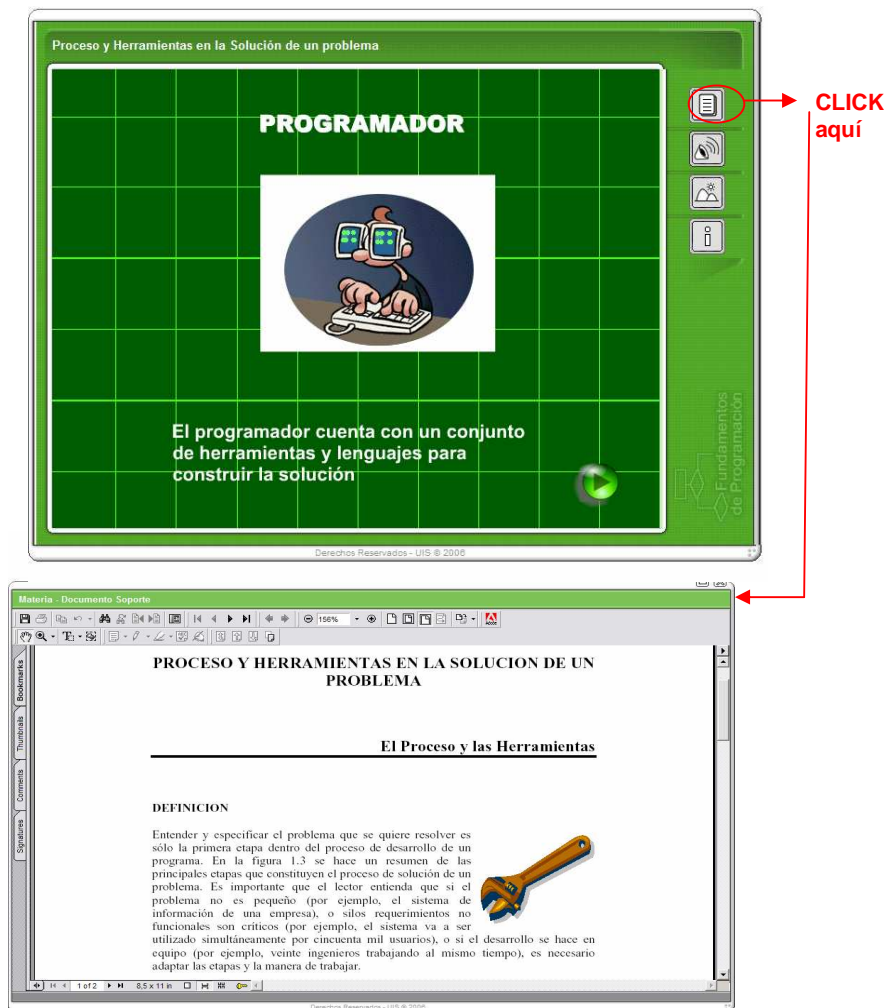 Proceso y Herramientas en la Solución de un problema
PROGRAMADOR
CLICK
aquí
El programador cuenta con un conjunto
de herramientas y lenguajes para
construir la solución
Fundamentos
de Programación
Derechos Reservados - UIS © 2006
Materia - Documento Soporte
156%
Adobe
Bookmarks
Thumbnails
Comments
Signatures
PROCESO Y HERRAMIENTAS EN LA SOLUCION DE UN
PROBLEMA
El Proceso y las Herramientas
DEFINICION
Entender y especificar el problema que se quiere resolver es
sólo la primera etapa dentro del proceso de desarrollo de un
programa. En la figura 1.3 se hace un resumen de las
principales etapas que constituyen el proceso de solución de un
problema. Es importante que el lector entienda que si el
problema no es pequeño (por ejemplo, el sistema de
información de una empresa), o silos requerimientos no
funcionales son críticos (por ejemplo, el sistema va a ser
utilizado simultáneamente por cincuenta mil usuarios), o si el desarrollo se hace en
equipo (por ejemplo, veinte ingenieros trabajando al mismo tiempo), es necesario
adaptar las etapas y la manera de trabajar.
1 of 2
8,5 x 11 in
Derechos Reservados - UIS © 2006